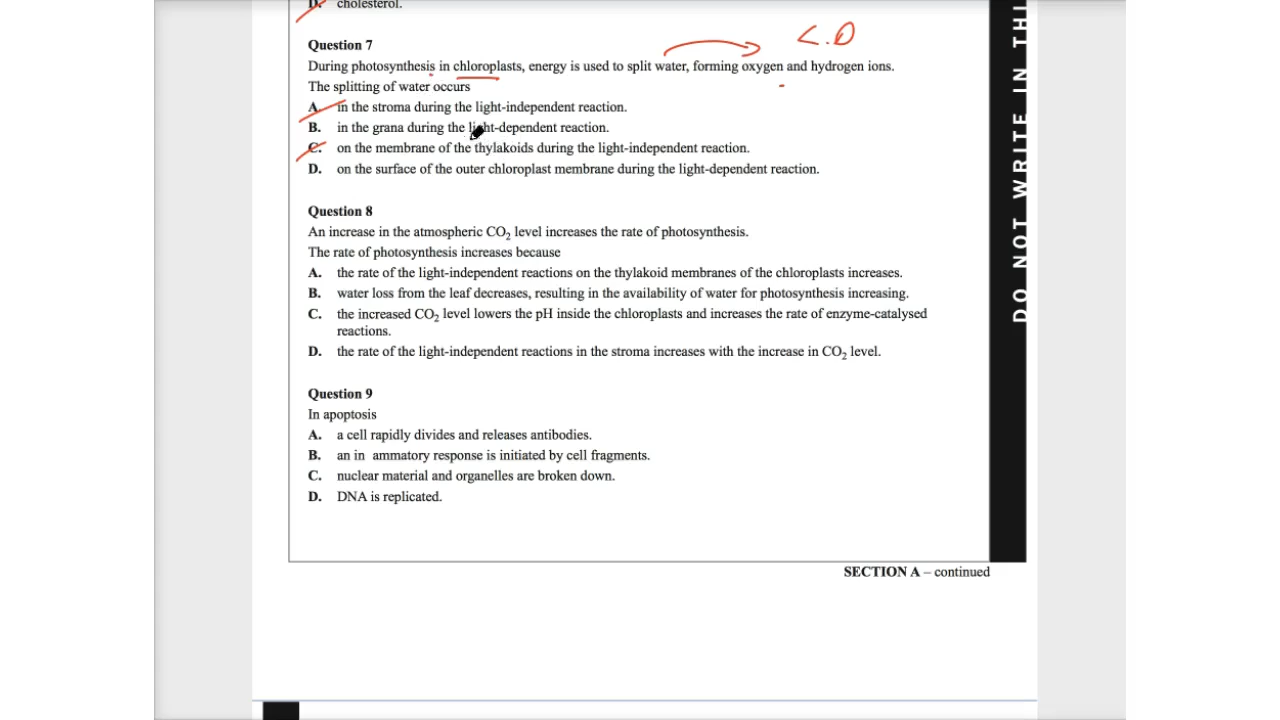 D. cholesterol.
L.D
Question 7
During photosynthesis in chloroplasts, energy is used to split water, forming oxygen and hydrogen ions.
The splitting of water occurs
A. in the stroma during the light-independent reaction.
B. in the grana during the light-dependent reaction.
C. on the membrane of the thylakoids during the light-independent reaction.
D. on the surface of the outer chloroplast membrane during the light-dependent reaction.
Question 8
An increase in the atmospheric CO₂ level increases the rate of photosynthesis.
The rate of photosynthesis increases because
A. the rate of the light-independent reactions on the thylakoid membranes of the chloroplasts increases.
B. water loss from the leaf decreases, resulting in the availability of water for photosynthesis increasing.
C. the increased CO₂ level lowers the pH inside the chloroplasts and increases the rate of enzyme-catalysed
reactions.
D. the rate of the light-independent reactions in the stroma increases with the increase in CO₂ level.
Question 9
In apoptosis
A. a cell rapidly divides and releases antibodies.
B. an in ammatory response is initiated by cell fragments.
C. nuclear material and organelles are broken down.
D. DNA is replicated.
SECTION A – continued
DO NOT WRITE IN THI